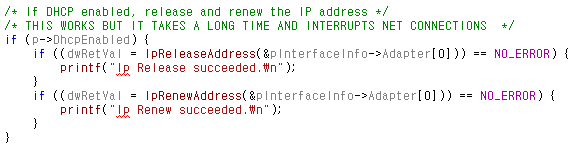 /* If DHCP enabled, release and renew the IP address */
/* THIS WORKS BUT IT TAKES A LONG TIME AND INTERRUPTS NET CONNECTIONS  */
if (p->DhcpEnabled) {
    if ((dwRetVal = IpReleaseAddress(&pInterfaceInfo->Adapter[0])) == NO_ERROR) {
        printf("Ip Release succeeded.₩n");
    }
    if ((dwRetVal = IpRenewAddress(&pInterfaceInfo->Adapter[0])) == NO_ERROR) {
        printf("Ip Renew succeeded.₩n");
    }
}